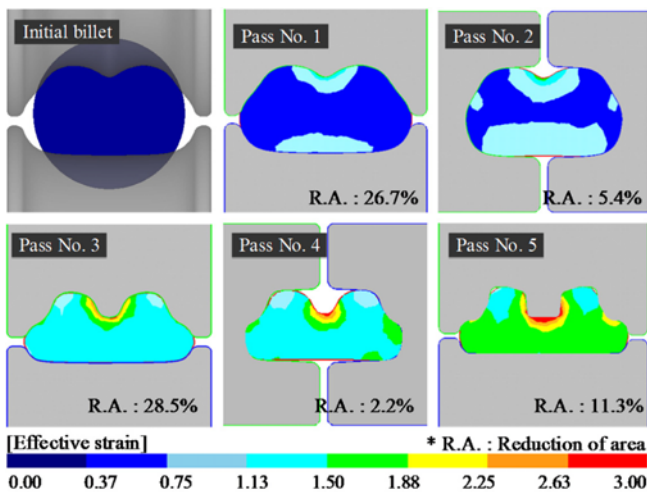 Initial billet
Pass No. 1
Pass No. 2
R.A. : 26.7%
R.A. : 5.4%
Pass No. 3
Pass No. 4
Pass No. 5
R.A. : 28.5%
R.A. : 2.2%
R.A. : 11.3%
[Effective strain]
* R.A. : Reduction of area
0.00 0.37 0.75 1.13 1.50 1.88 2.25 2.63 3.00